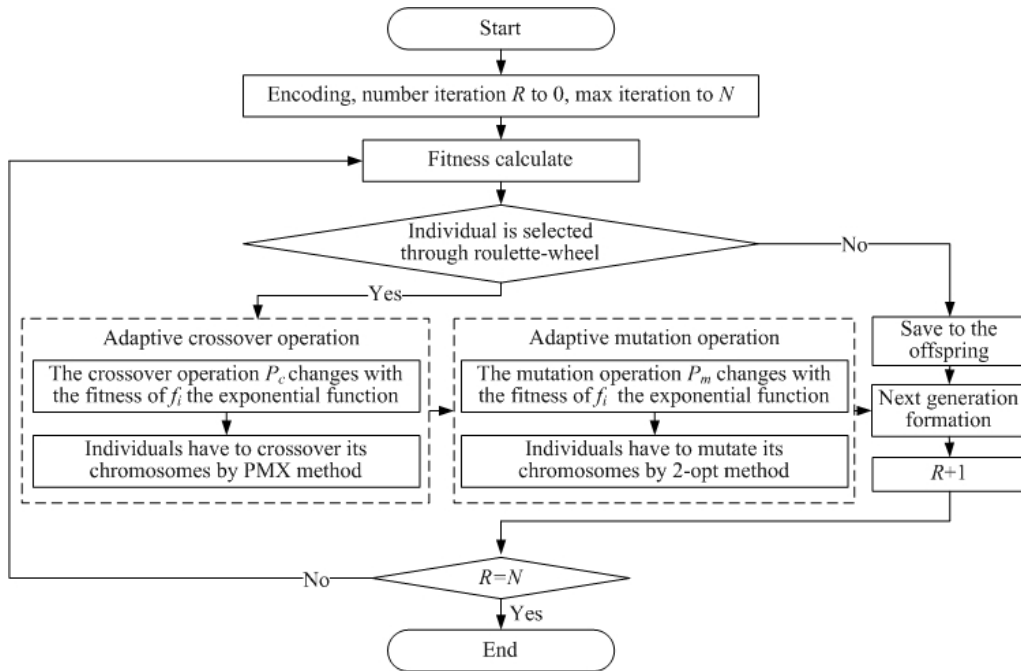 Start
Encoding, number iteration R to 0, max iteration to N
Fitness calculate
Individual is selected
through roulette-wheel
No
Yes
Adaptive crossover operation
The crossover operation Pc changes with
the fitness of fi the exponential function
Individuals have to crossover its
chromosomes by PMX method
Adaptive mutation operation
The mutation operation Pm changes with
the fitness of fi the exponential function
Individuals have to mutate its
chromosomes by 2-opt method
Save to the
offspring
Next generation
formation
R+1
R=N
No
Yes
End